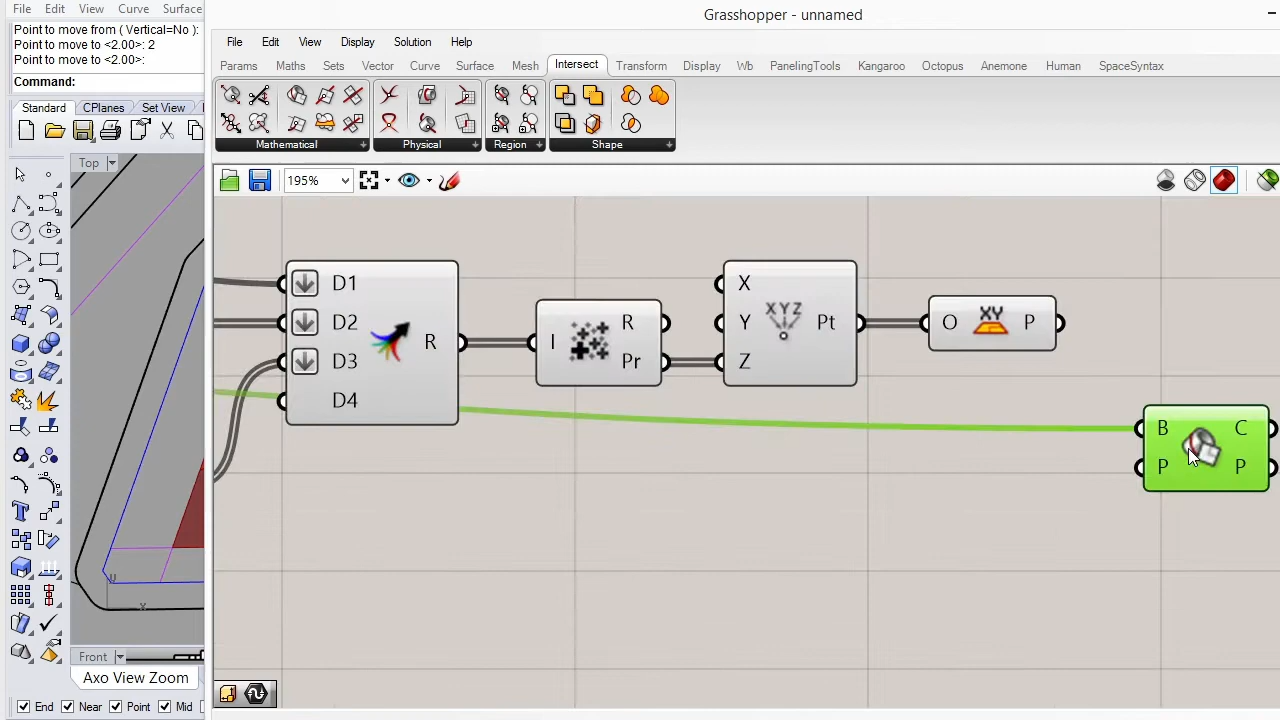 File Edit View Curve Surface
Point to move from ( Vertical=No ):
Point to move to <2.00>: 2
Point to move to <2.00>:
Command:
Standard CPlanes Set View
Top
Front
Axo View Zoom
End Near Point Mid
Grasshopper - unnamed
File Edit View Display Solution Help
Params Maths Sets Vector Curve Surface Mesh Intersect Transform Display Wb PanelingTools Kangaroo Octopus Anemone Human SpaceSyntax
Mathematical Physical Region Shape
195%
D1
D2
D3
D4
R
I
R
Pr
X
Y
Z
XYZ
Pt
O XY P
B C
P P